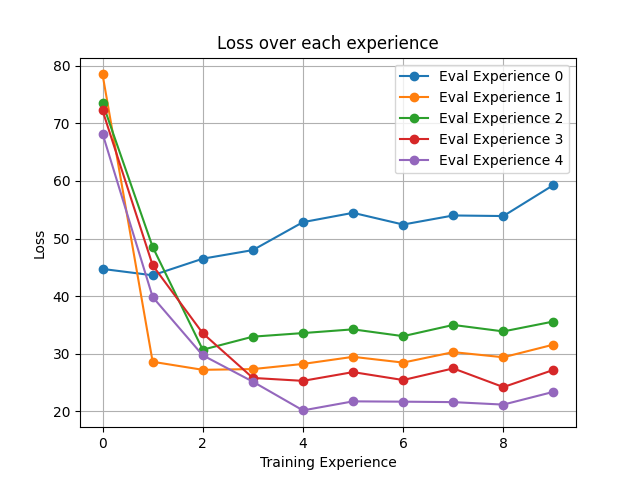 Loss over each experience
80
70
60
50
40
30
20
Loss
0
2
4
6
8
Training Experience
Eval Experience 0
Eval Experience 1
Eval Experience 2
Eval Experience 3
Eval Experience 4